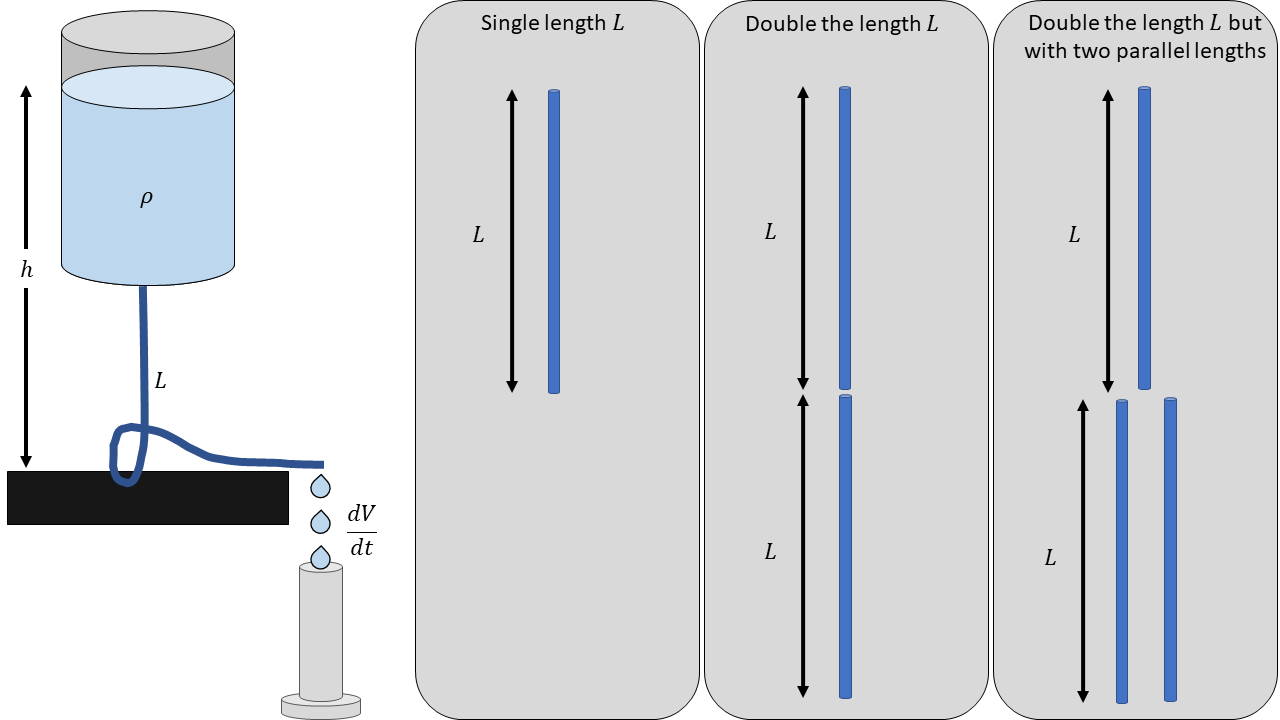 Single length L
Double the length L
Double the length L but
with two parallel lengths
ρ
h
L
dV
dt
L
L
L
L
L